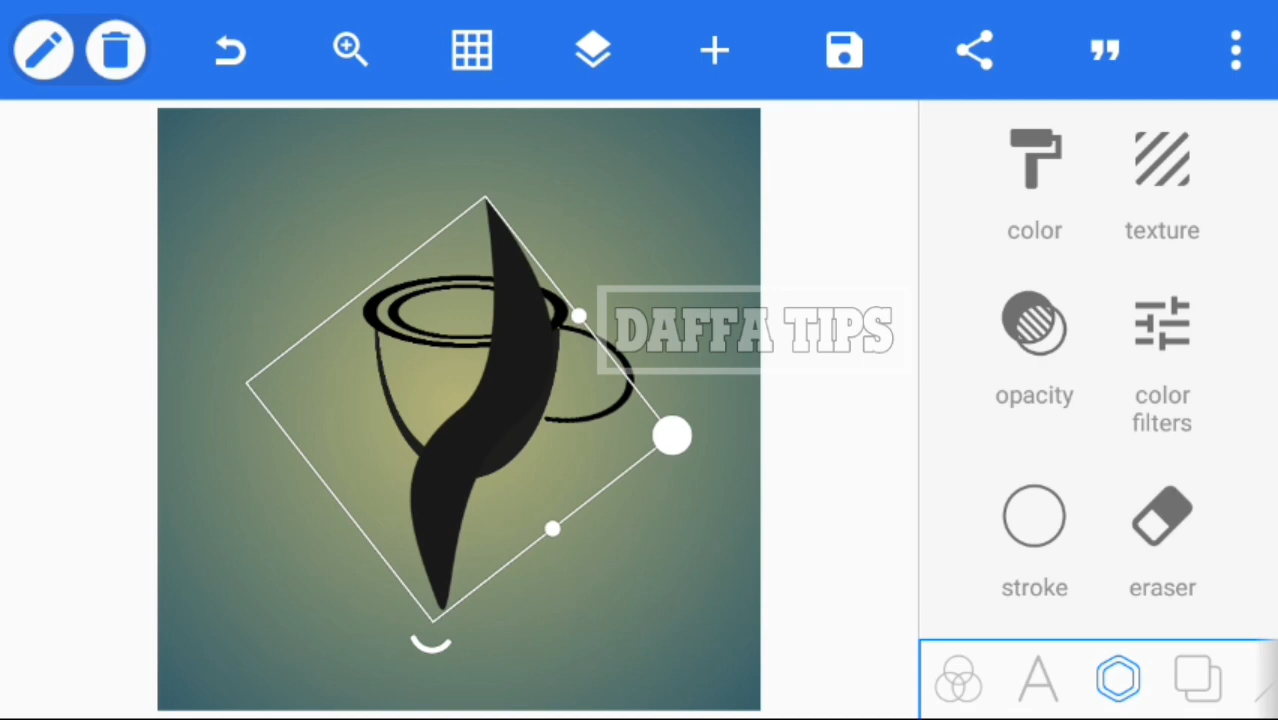 DAFFA TIPS
color
texture
opacity
color
filters
stroke
eraser